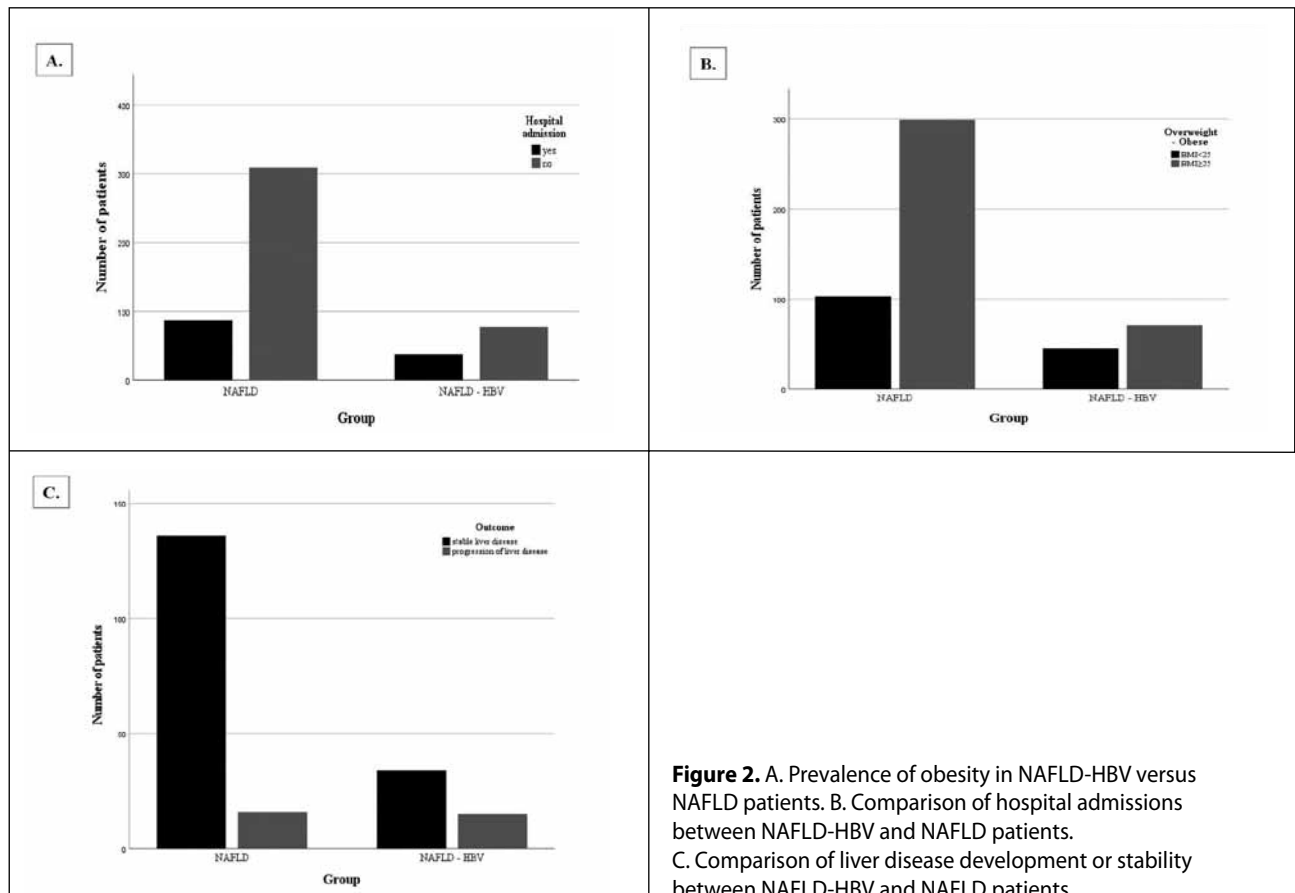 A.
Hospital
admission
yes
no
400
300
200
100
0
Number of patients
NAFLD
NAFLD - HBV
Group
B.
Overweight
- Obese
BMI<25
300
200
100
0
Number of patients
NAFLD
NAFLD - HBV
Group
C.
Outcome
stable liver disease
progression of liver disease
150
100
50
0
Number of patients
NAFLD
NAFLD - HBV
Group
Figure 2. A. Prevalence of obesity in NAFLD-HBV versus
NAFLD patients. B. Comparison of hospital admissions
between NAFLD-HBV and NAFLD patients.
C. Comparison of liver disease development or stability
between NAFLD-HBV and NAFLD patients